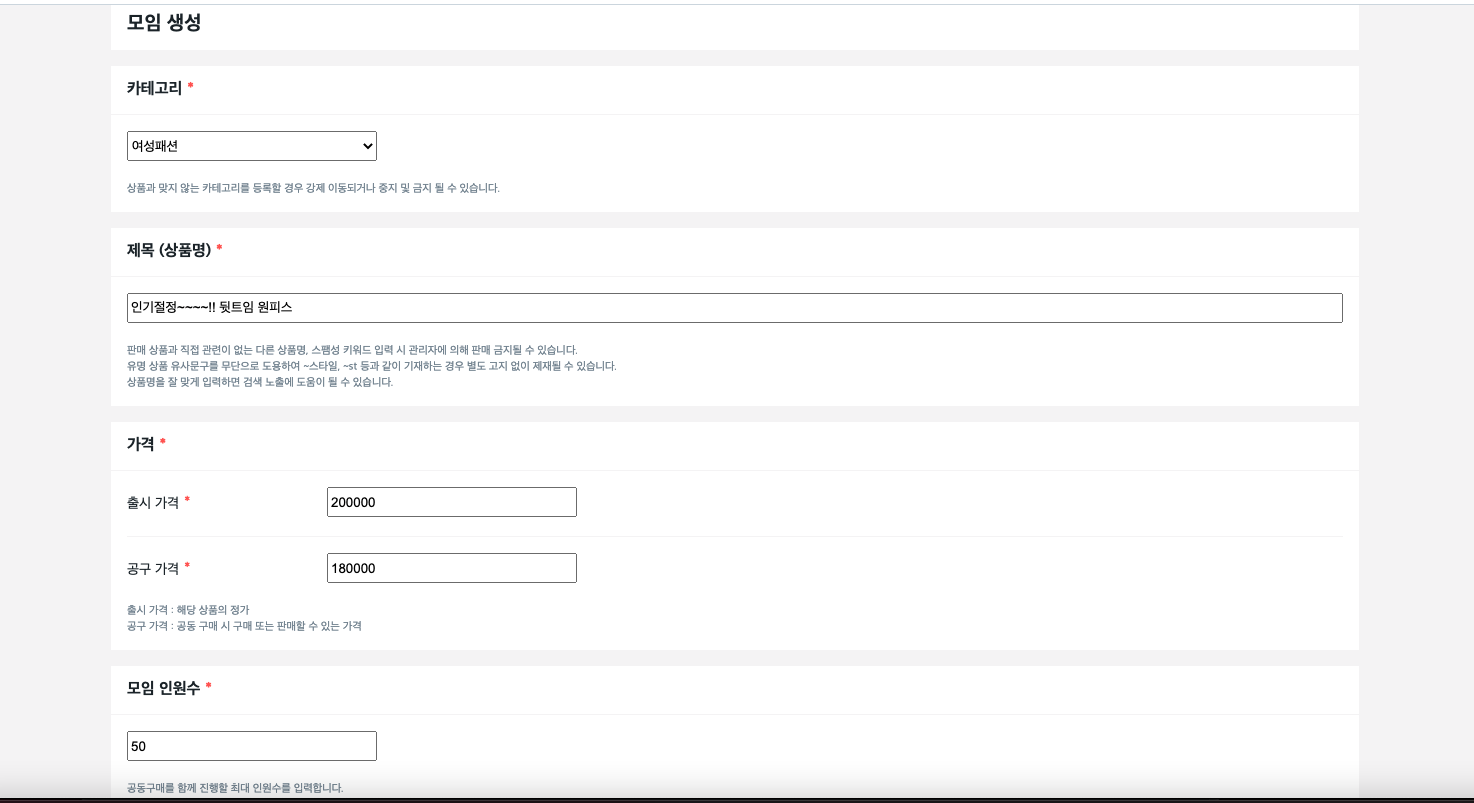 모임 생성
카테고리 *
여성패션
상품과 맞지 않는 카테고리를 등록할 경우 강제 이동되거나 중지 및 금지 될 수 있습니다.
제목 (상품명) *
인기절정~~~~!! 뒷트임 원피스
판매 상품과 직접 관련이 없는 다른 상품명, 스팸성 키워드 입력 시 관리자에 의해 판매 금지될 수 있습니다.
유명 상품 유사문구를 무단으로 도용하여 ~스타일, ~st 등과 같이 기재하는 경우 별도 고지 없이 제재될 수 있습니다.
상품명을 잘 맞게 입력하면 검색 노출에 도움이 될 수 있습니다.
가격 *
출시 가격 * 200000
공구 가격 * 180000
출시 가격 : 해당 상품의 정가
공구 가격 : 공동 구매 시 구매 또는 판매할 수 있는 가격
모임 인원수 *
50
공동구매를 함께 진행할 최대 인원수를 입력합니다.